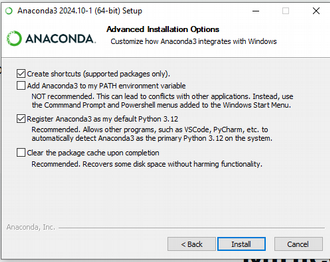 Anaconda3 2024.10-1 (64-bit) Setup
Advanced Installation Options
Customize how Anaconda3 integrates with Windows
ANACONDA.
Create shortcuts (supported packages only).
Add Anaconda3 to my PATH environment variable
NOT recommended. This can lead to conflicts with other applications. Instead, use
the Commmand Prompt and Powershell menus added to the Windows Start Menu.
Register Anaconda3 as my default Python 3.12
Recommended. Allows other programs, such as VSCode, PyCharm, etc. to
automatically detect Anaconda3 as the primary Python 3.12 on the system.
Clear the package cache upon completion
Recommended. Recovers some disk space without harming functionality.
Anaconda, Inc.
< Back Install Cancel